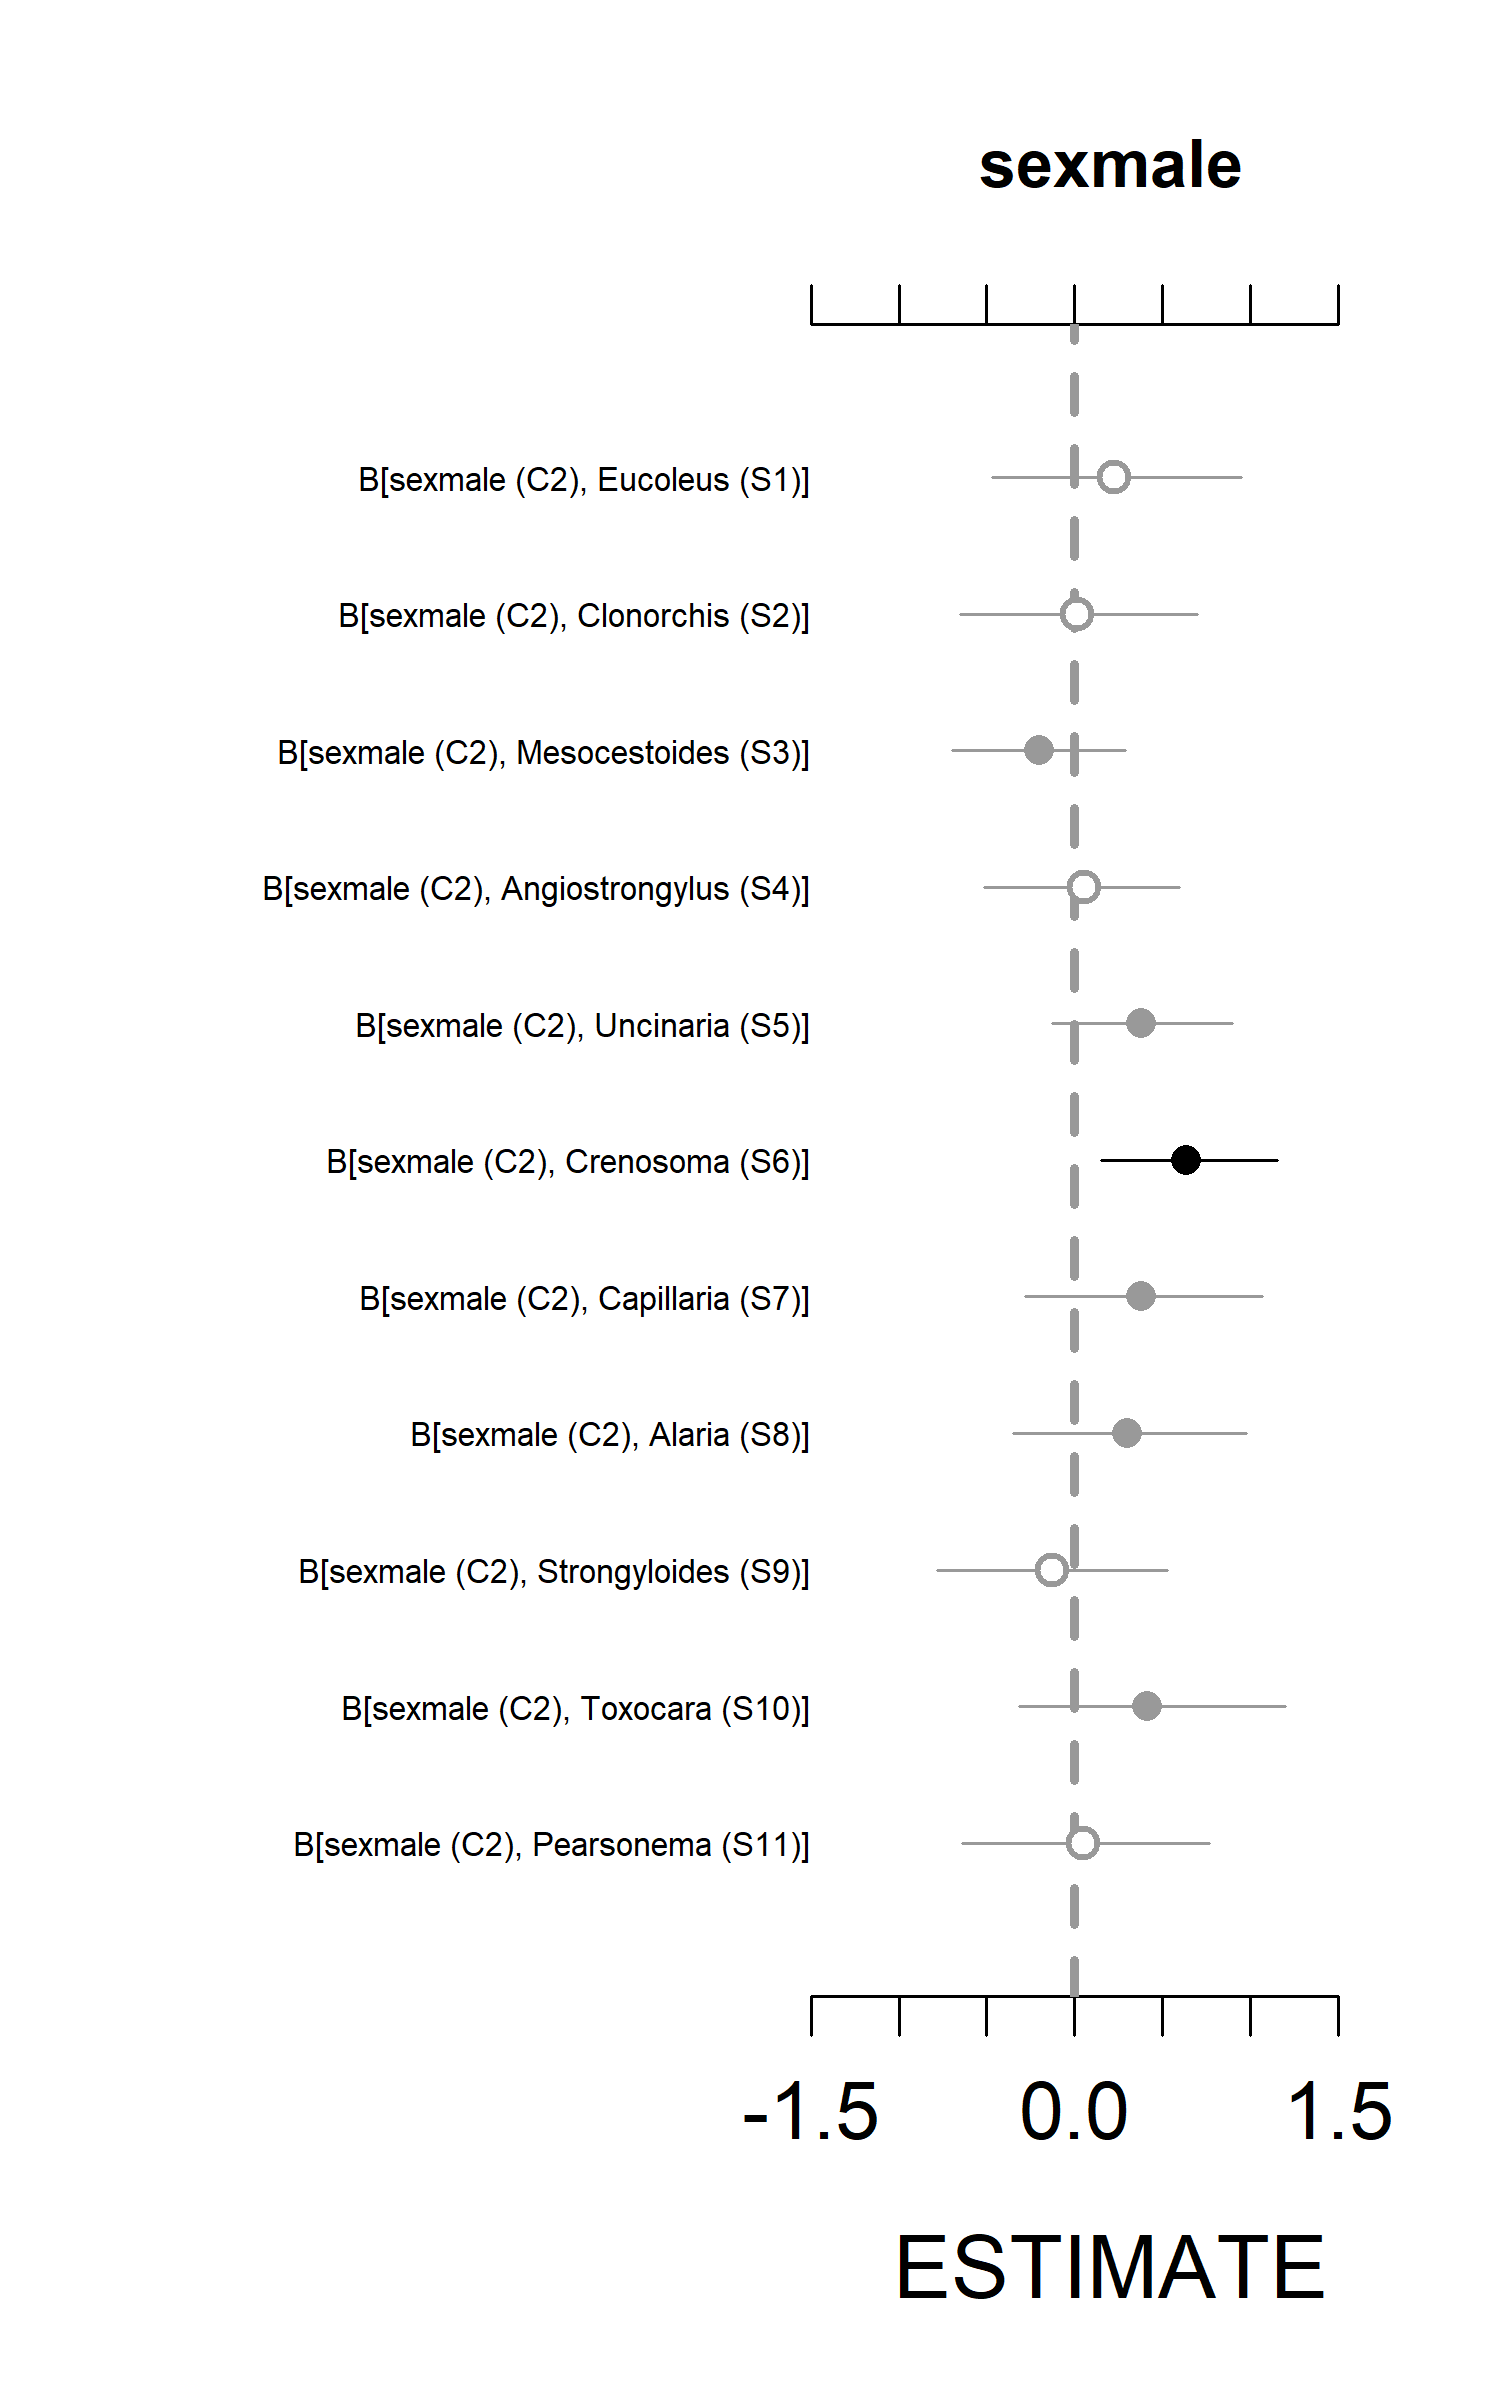 sexmale
B[sexmale (C2), Eucoleus (S1)]
B[sexmale (C2), Clonorchis (S2)]
B[sexmale (C2), Mesocestoides (S3)]
B[sexmale (C2), Angiostrongylus (S4)]
B[sexmale (C2), Uncinaria (S5)]
B[sexmale (C2), Crenosoma (S6)]
B[sexmale (C2), Capillaria (S7)]
B[sexmale (C2), Alaria (S8)]
B[sexmale (C2), Strongyloides (S9)]
B[sexmale (C2), Toxocara (S10)]
B[sexmale (C2), Pearsonema (S11)]
-1.5 0.0 1.5
ESTIMATE